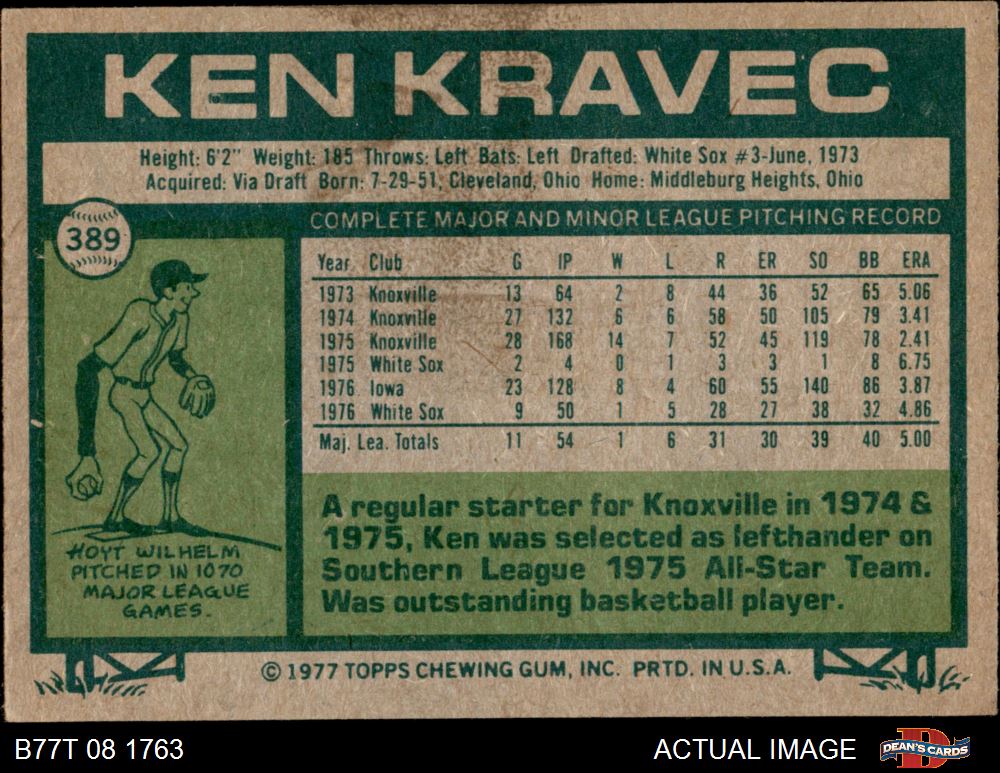 KEN KRAVEC
Height: 6'2" Weight: 185 Throws: Left Bats: Left Drafted: White Sox #3-June, 1973
Acquired: Via Draft Born: 7-29-51, Cleveland, Ohio Home: Middleburg Heights, Ohio
389
COMPLETE MAJOR AND MINOR LEAGUE PITCHING RECORD
Year Club G IP W L R ER SO BB ERA
1973 Knoxville 13 64 2 8 44 36 52 65 5.06
1974 Knoxville 27 132 6 6 58 50 105 79 3.41
1975 Knoxville 28 168 14 7 52 45 119 78 2.41
1975 White Sox 2 4 0 1 3 3 1 8 6.75
1976 Iowa 23 128 8 4 60 55 140 86 3.87
1976 White Sox 9 50 1 5 28 27 38 32 4.86
Maj. Lea. Totals 11 54 1 6 31 30 39 40 5.00
HOYT WILHELM
PITCHED IN 1070
MAJOR LEAGUE
GAMES.
A regular starter for Knoxville in 1974 &
1975, Ken was selected as lefthander on
Southern League 1975 All-Star Team.
Was outstanding basketball player.
© 1977 TOPPS CHEWING GUM, INC. PRTD. IN U.S.A.
B77T 08 1763
ACTUAL IMAGE
DEAN'S CARDS